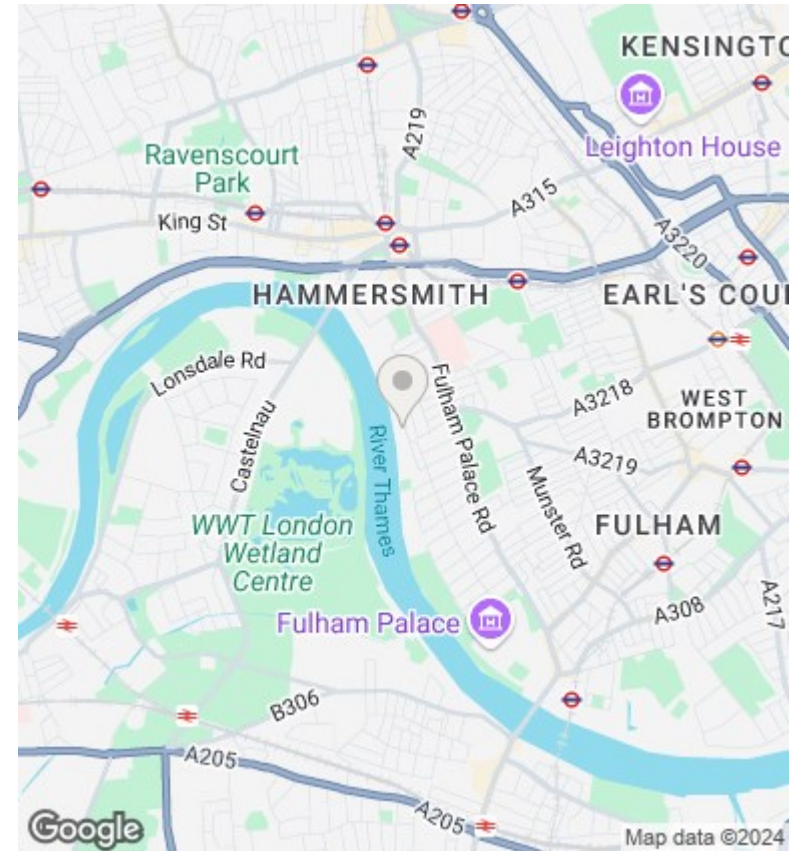 KENSINGTO
Leighton House
A219
Ravenscourt
Park
A315
King St
A3220
HAMMERSMITH
EARL'S COU
Lonsdale Rd
Fulham Palace Rd
A3218
WEST
BROMPTON
Castelnau
River Thames
A3219
Munster Rd
WWT London
Wetland
Centre
FULHAM
Fulham Palace
A308
A217
B306
A205
A205
Google
Map data ©2024